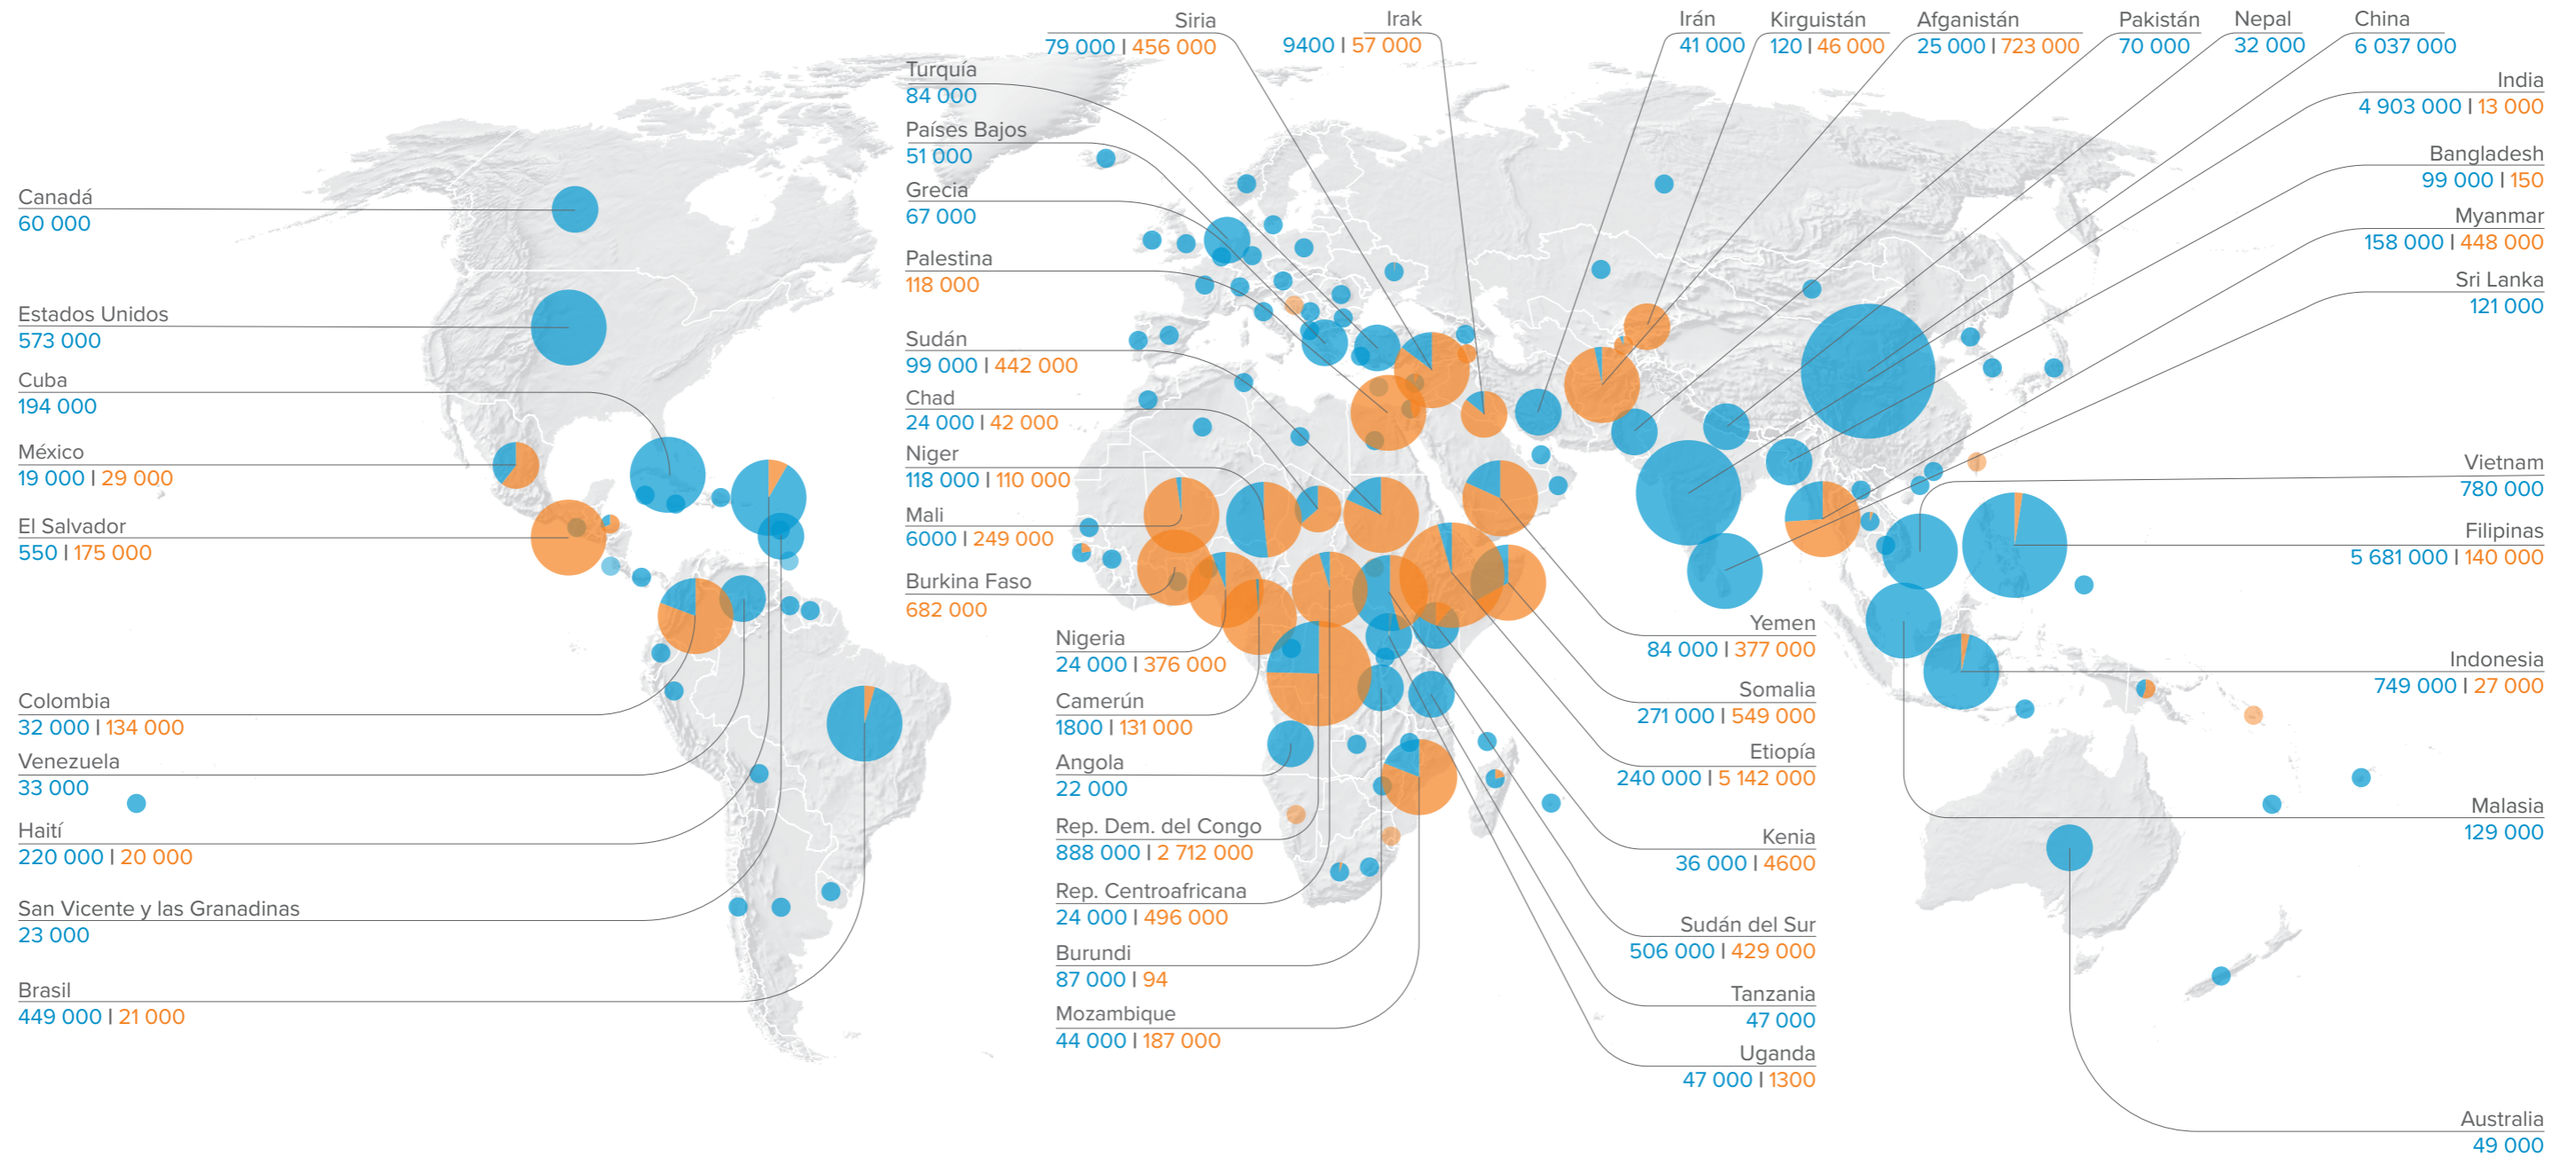 Canadá
60 000
Estados Unidos
573 000
Cuba
194 000
México
19 000 | 29 000
El Salvador
550 | 175 000
Colombia
32 000 | 134 000
Venezuela
33 000
Haití
220 000 | 20 000
San Vicente y las Granadinas
23 000
Brasil
449 000 | 21 000
Siria
79 000 | 456 000
Irak
9400 | 57 000
Turquía
84 000
Países Bajos
51 000
Grecia
67 000
Palestina
118 000
Sudán
99 000 | 442 000
Chad
24 000 | 42 000
Niger
118 000 | 110 000
Mali
6000 | 249 000
Burkina Faso
682 000
Nigeria
24 000 | 376 000
Camerún
1800 | 131 000
Angola
22 000
Rep. Dem. del Congo
888 000 | 2 712 000
Rep. Centroafricana
24 000 | 496 000
Burundi
87 000 | 94
Mozambique
44 000 | 187 000
Irán
41 000
Kirguistán
120 | 46 000
Afganistán
25 000 | 723 000
Pakistán
70 000
Nepal
32 000
China
6 037 000
India
4 903 000 | 13 000
Bangladesh
99 000 | 150
Myanmar
158 000 | 448 000
Sri Lanka
121 000
Vietnam
780 000
Filipinas
5 681 000 | 140 000
Indonesia
749 000 | 27 000
Malasia
129 000
Australia
49 000
Yemen
84 000 | 377 000
Somalia
271 000 | 549 000
Etiopía
240 000 | 5 142 000
Kenia
36 000 | 4600
Sudán del Sur
506 000 | 429 000
Tanzania
47 000
Uganda
47 000 | 1300